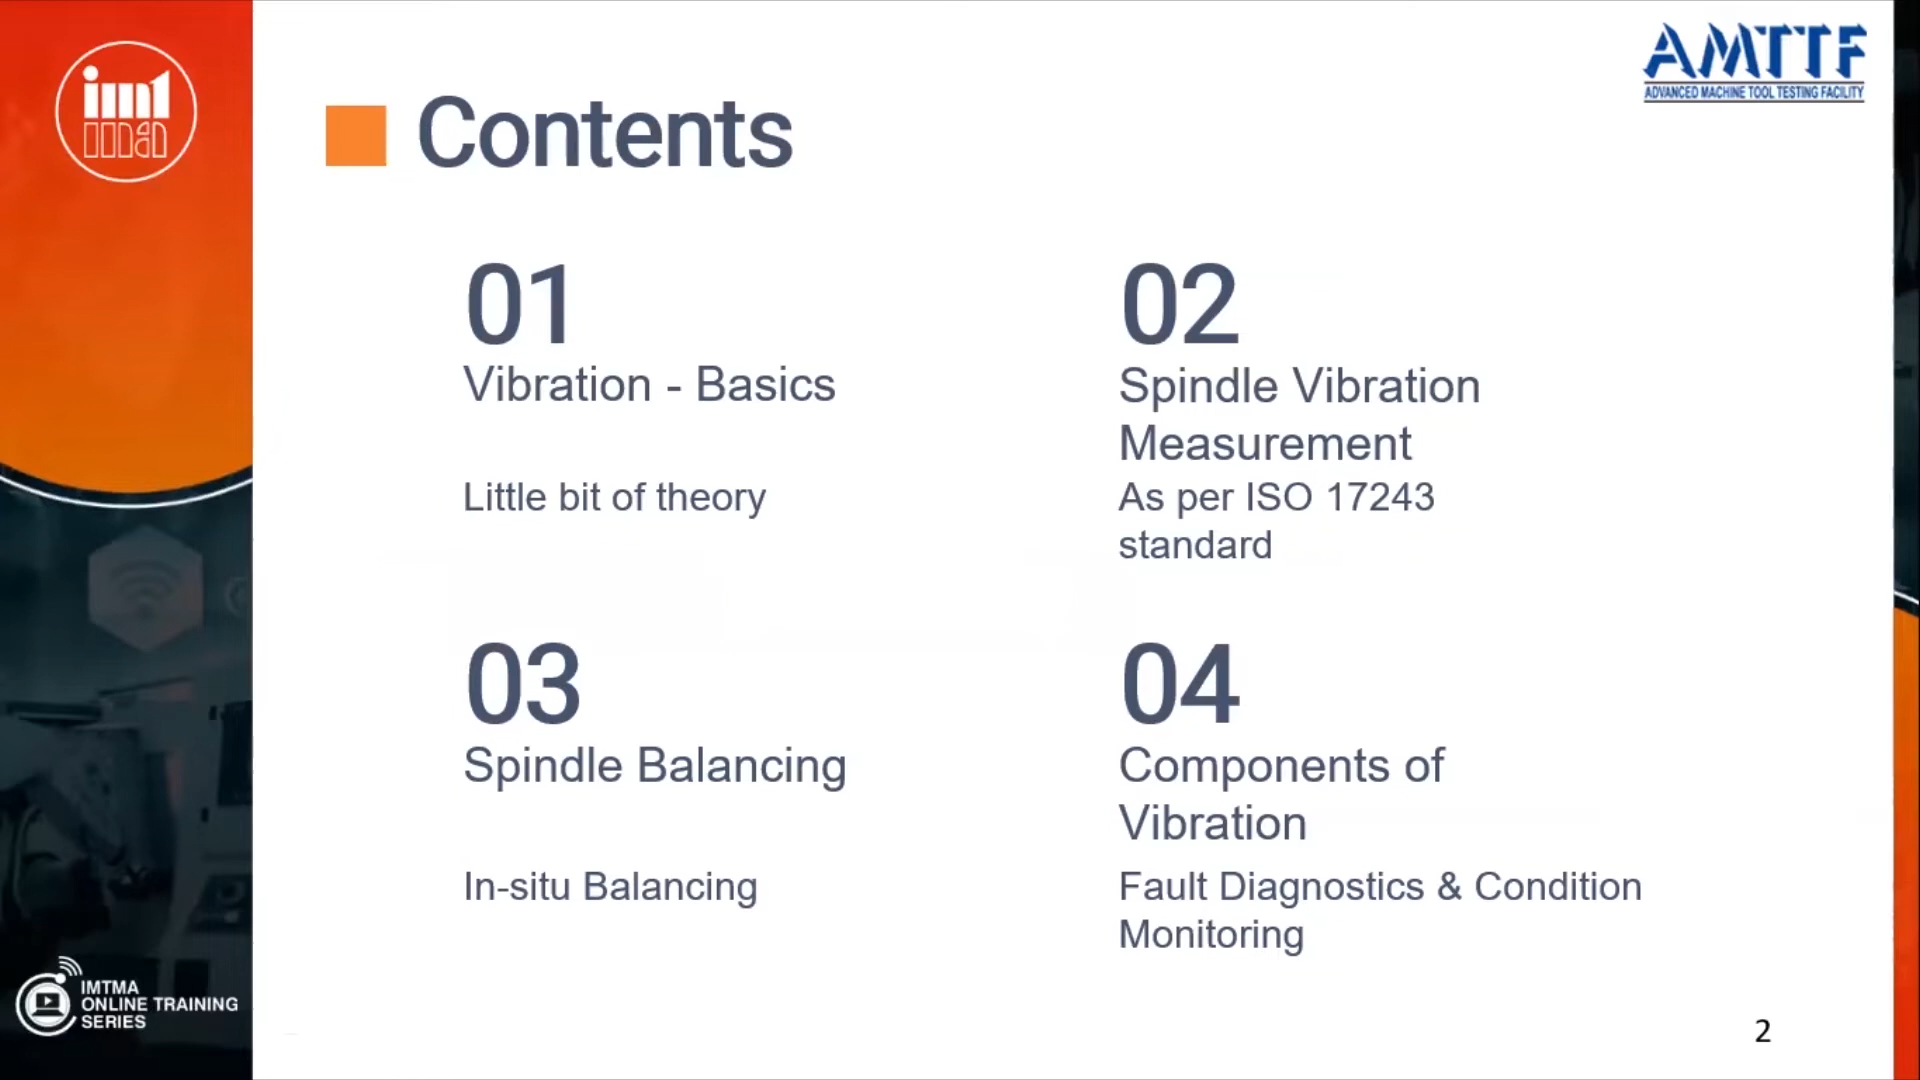 imt
ma
AMTTF
ADVANCED MACHINE TOOL TESTING FACILITY
Contents
01
Vibration - Basics
Little bit of theory
02
Spindle Vibration
Measurement
As per ISO 17243
standard
03
Spindle Balancing
In-situ Balancing
04
Components of
Vibration
Fault Diagnostics & Condition
Monitoring
IMTMA
ONLINE TRAINING
SERIES
2